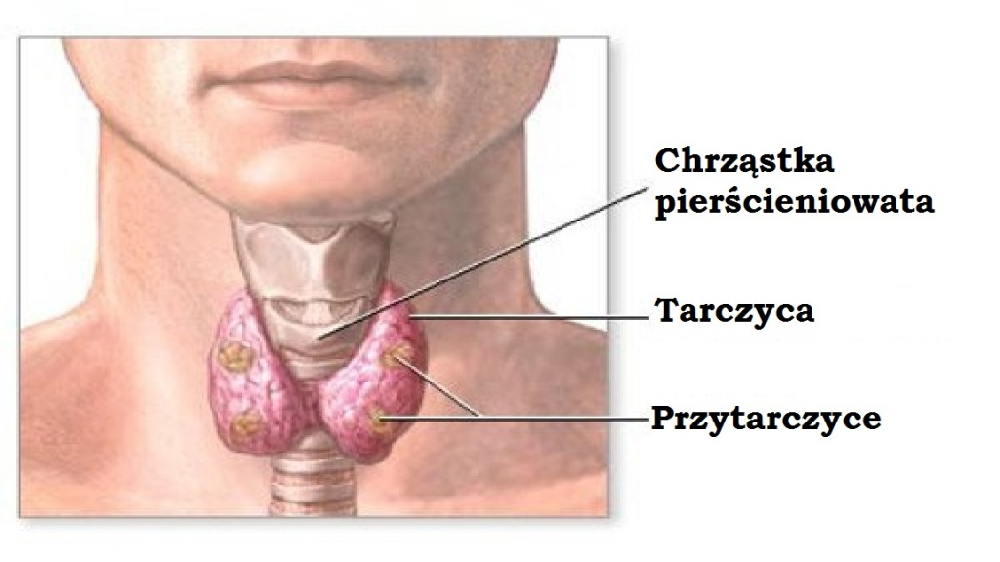 Chrząstka
pierścieniowata
Tarczyca
Przytarczyce